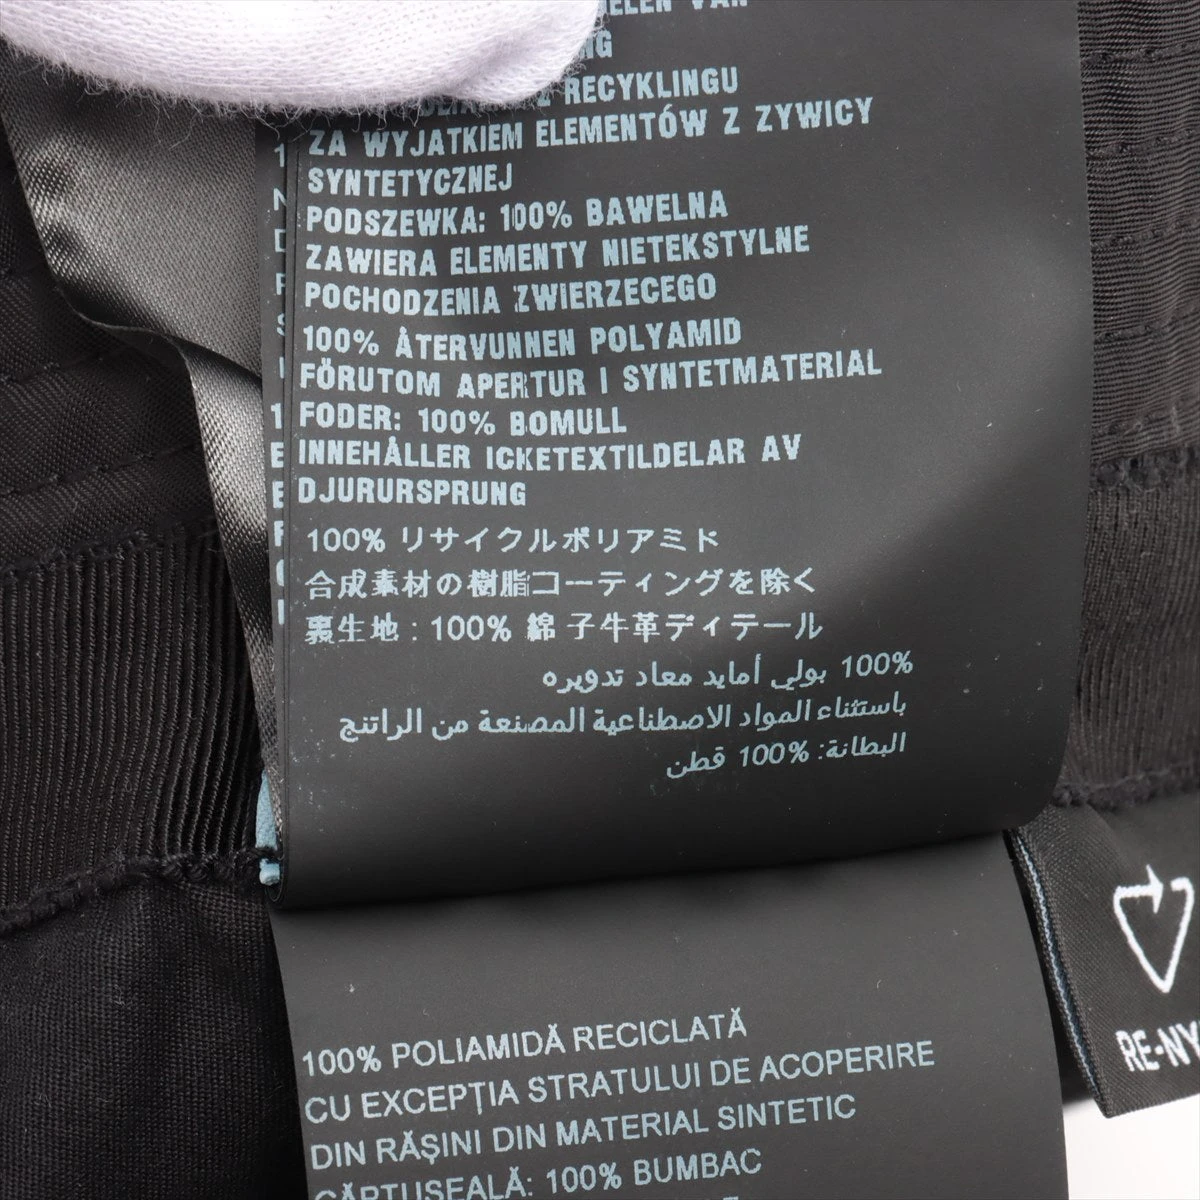 RECYKLINGU
ZA WYJATKIEM ELEMENTÓW Z ZYWICY
SYNTETYCZNEJ
PODSZEWKA: 100% BAWELNA
ZAWIERA ELEMENTY NIETEKSTYLNE
POCHODZENIA ZWIERZECEGO
100% ÅTERVUNNEN POLYAMID
FÖRUTOM APERTUR I SYNTETMATERIAL
FODER: 100% BOMULL
INNEHÅLLER ICKETEXTILDELAR AV
DJURURSPRUNG
100% リサイクルポリアミド
合成素材の樹脂コーティングを除く
裏生地 : 100% 綿 子牛革ディテール
100% بولي أمايد معاد تدويره
باستثناء المواد الاصطناعية المصنعة من الراتنج
البطانة: 100% قطن
100% POLIAMIDĂ RECICLATĂ
CU EXCEPȚIA STRATULUI DE ACOPERIRE
DIN RĂȘINI DIN MATERIAL SINTETIC
CĂPTUȘEALĂ: 100% BUMBAC
RE-NY